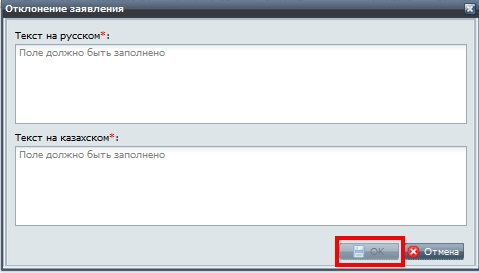 Отклонение заявления
Текст на русском*:
Поле должно быть заполнено
Текст на казахском*:
Поле должно быть заполнено
OK Отмена